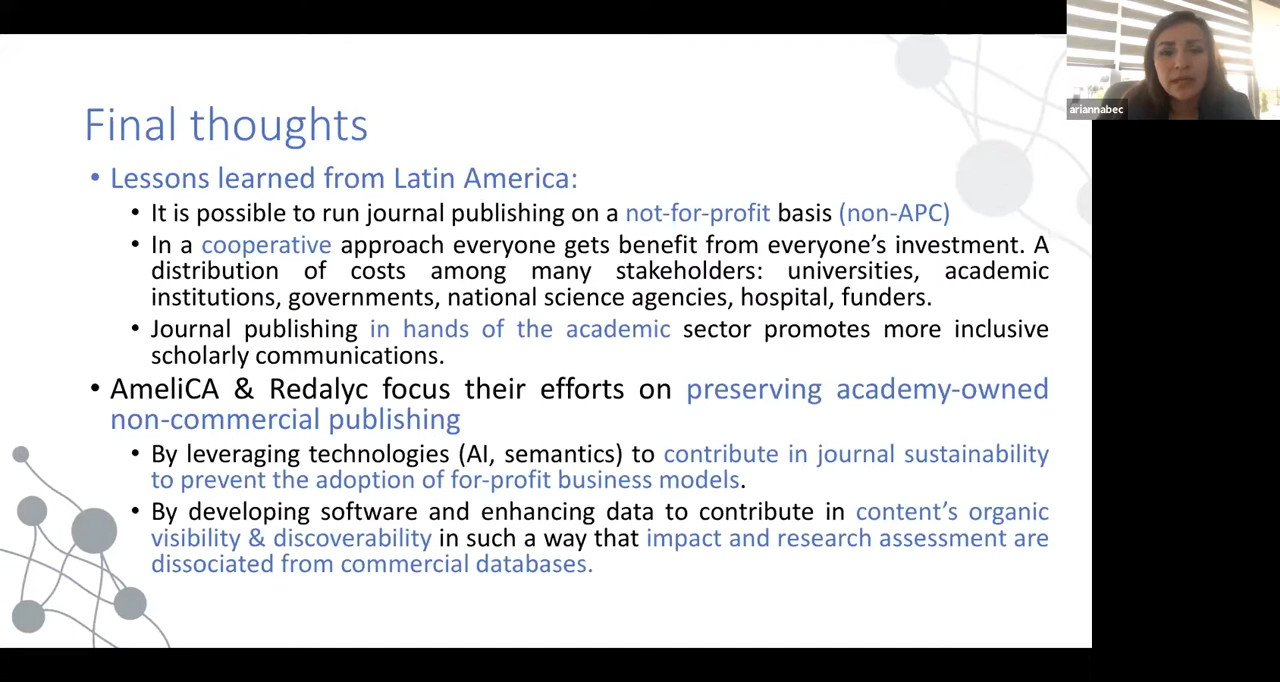 ariannabec
Final thoughts
• Lessons learned from Latin America:
• It is possible to run journal publishing on a not-for-profit basis (non-APC)
• In a cooperative approach everyone gets benefit from everyone's investment. A
distribution of costs among many stakeholders: universities, academic
institutions, governments, national science agencies, hospital, funders.
• Journal publishing in hands of the academic sector promotes more inclusive
scholarly communications.
• AmeliCA & Redalyc focus their efforts on preserving academy-owned
non-commercial publishing
• By leveraging technologies (AI, semantics) to contribute in journal sustainability
to prevent the adoption of for-profit business models.
• By developing software and enhancing data to contribute in content's organic
visibility & discoverability in such a way that impact and research assessment are
dissociated from commercial databases.